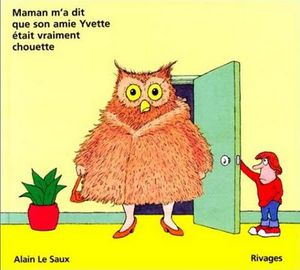 Maman m'a dit
que son amie Yvette
était vraiment
chouette
Alain Le Saux
Rivages